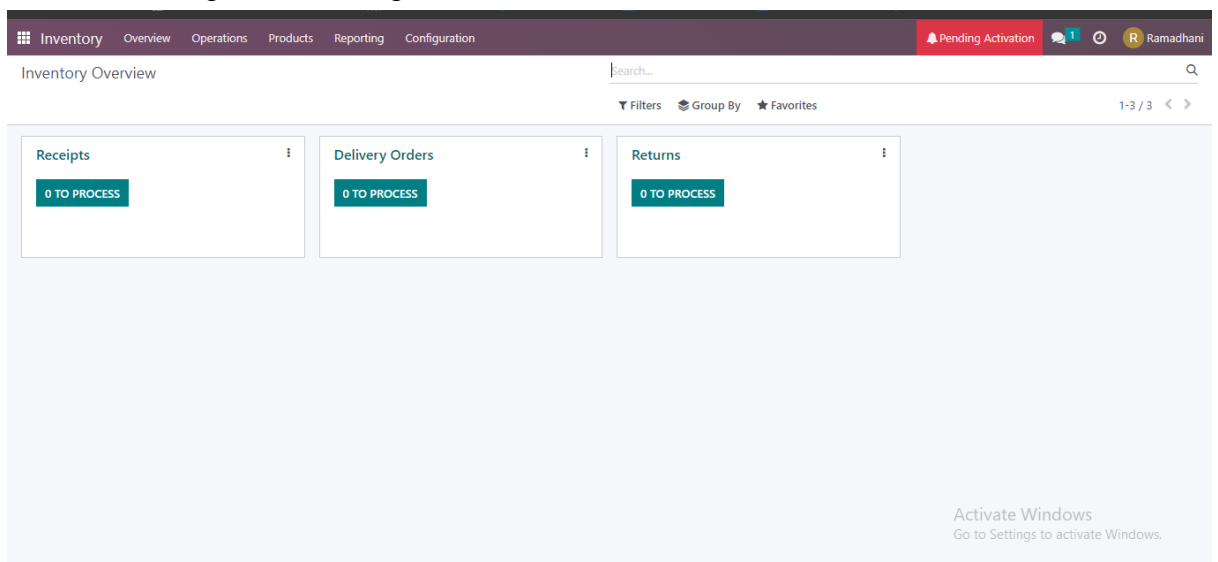 Inventory Overview Operations Products Reporting Configuration Pending Activation 1 R Ramadhani
Inventory Overview
Search...
Filters Group By Favorites 1-3 / 3
Receipts Delivery Orders Returns
0 TO PROCESS 0 TO PROCESS 0 TO PROCESS
Activate Windows
Go to Settings to activate Windows.